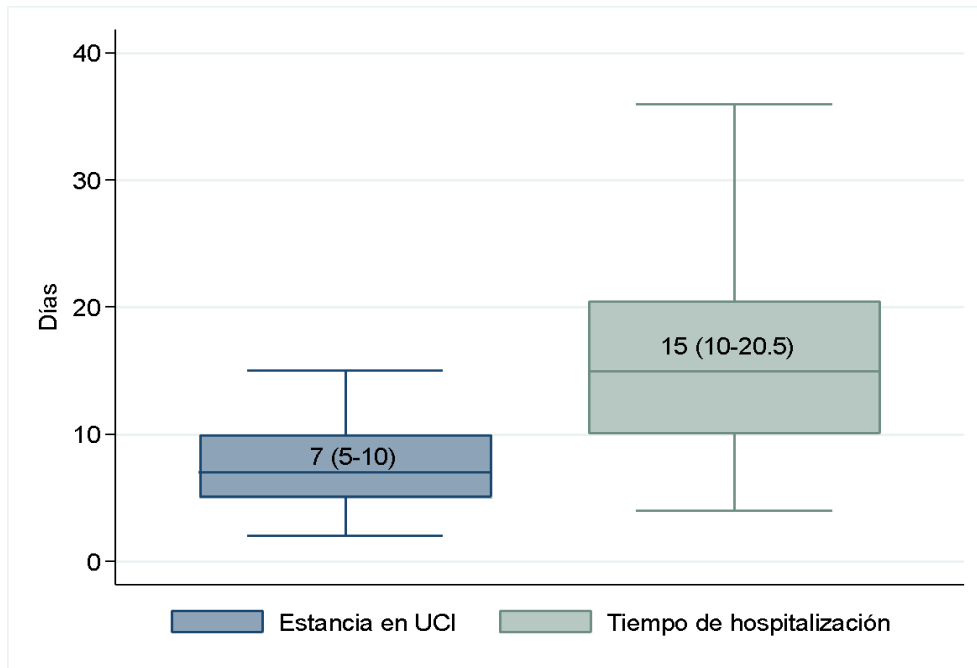 40
30
20
10
0
Días
15 (10-20.5)
7 (5-10)
Estancia en UCI
Tiempo de hospitalización